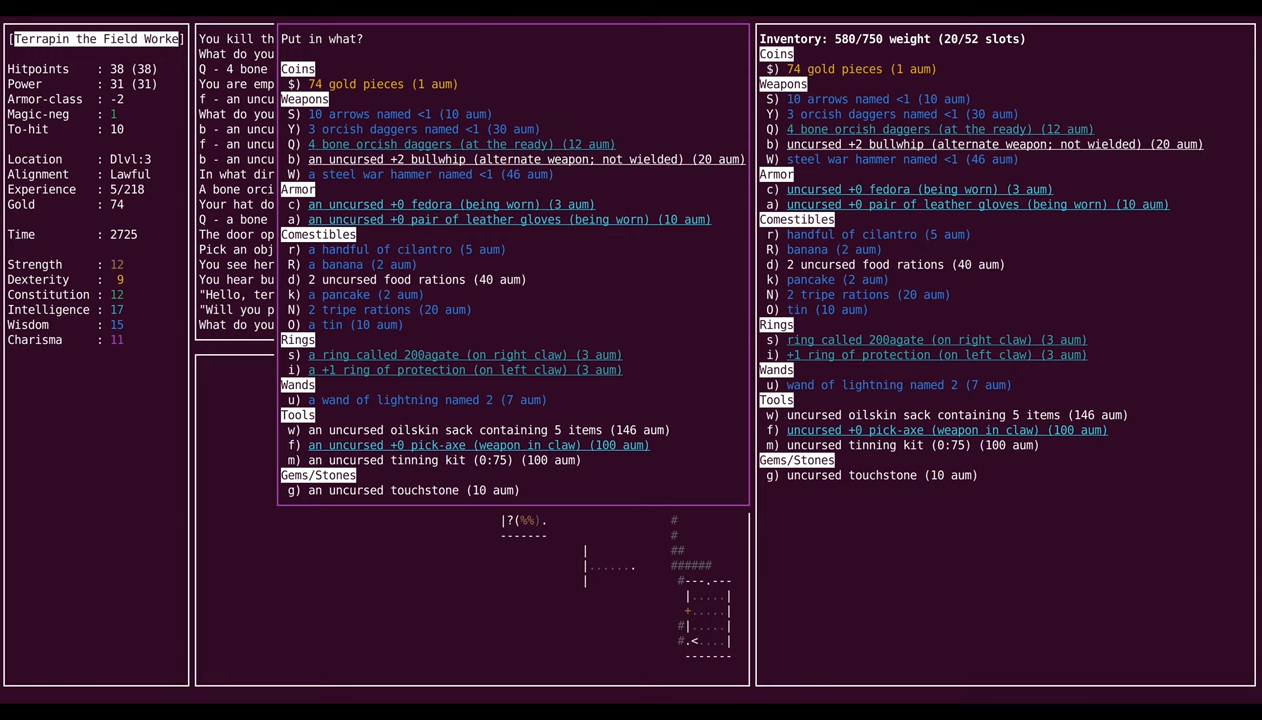 [Terrapin the Field Worke]
Hitpoints : 38 (38)
Power : 31 (31)
Armor-class : -2
Magic-neg : 1
To-hit : 10
Location : Dlvl:3
Alignment : Lawful
Experience : 5/218
Gold : 74
Time : 2725
Strength : 12
Dexterity : 9
Constitution : 12
Intelligence : 17
Wisdom : 15
Charisma : 11
You kill th
What do you
Q - 4 bone
You are emp
f - an uncu
What do you
b - an uncu
f - an uncu
b - an uncu
In what dir
A bone orci
Your hat do
Q - a bone
The door op
Pick an obj
You see her
You hear bu
"Hello, ter
"Will you p
What do you
Put in what?
Coins
$) 74 gold pieces (1 aum)
Weapons
S) 10 arrows named <1 (10 aum)
Y) 3 orcish daggers named <1 (30 aum)
Q) 4 bone orcish daggers (at the ready) (12 aum)
b) an uncursed +2 bullwhip (alternate weapon; not wielded) (20 aum)
W) a steel war hammer named <1 (46 aum)
Armor
c) an uncursed +0 fedora (being worn) (3 aum)
a) an uncursed +0 pair of leather gloves (being worn) (10 aum)
Comestibles
r) a handful of cilantro (5 aum)
R) a banana (2 aum)
d) 2 uncursed food rations (40 aum)
k) a pancake (2 aum)
N) 2 tripe rations (20 aum)
O) a tin (10 aum)
Rings
s) a ring called 200agate (on right claw) (3 aum)
i) a +1 ring of protection (on left claw) (3 aum)
Wands
u) a wand of lightning named 2 (7 aum)
Tools
w) an uncursed oilskin sack containing 5 items (146 aum)
f) an uncursed +0 pick-axe (weapon in claw) (100 aum)
m) an uncursed tinning kit (0:75) (100 aum)
Gems/Stones
g) an uncursed touchstone (10 aum)
|?(%%). #
------- #
| ##
|...... . ######
| #---.---
|.....|
+.....|
#|.....|
#.<....|
-------
Inventory: 580/750 weight (20/52 slots)
Coins
$) 74 gold pieces (1 aum)
Weapons
S) 10 arrows named <1 (10 aum)
Y) 3 orcish daggers named <1 (30 aum)
Q) 4 bone orcish daggers (at the ready) (12 aum)
b) uncursed +2 bullwhip (alternate weapon; not wielded) (20 aum)
W) steel war hammer named <1 (46 aum)
Armor
c) uncursed +0 fedora (being worn) (3 aum)
a) uncursed +0 pair of leather gloves (being worn) (10 aum)
Comestibles
r) handful of cilantro (5 aum)
R) banana (2 aum)
d) 2 uncursed food rations (40 aum)
k) pancake (2 aum)
N) 2 tripe rations (20 aum)
O) tin (10 aum)
Rings
s) ring called 200agate (on right claw) (3 aum)
i) +1 ring of protection (on left claw) (3 aum)
Wands
u) wand of lightning named 2 (7 aum)
Tools
w) uncursed oilskin sack containing 5 items (146 aum)
f) uncursed +0 pick-axe (weapon in claw) (100 aum)
m) uncursed tinning kit (0:75) (100 aum)
Gems/Stones
g) uncursed touchstone (10 aum)